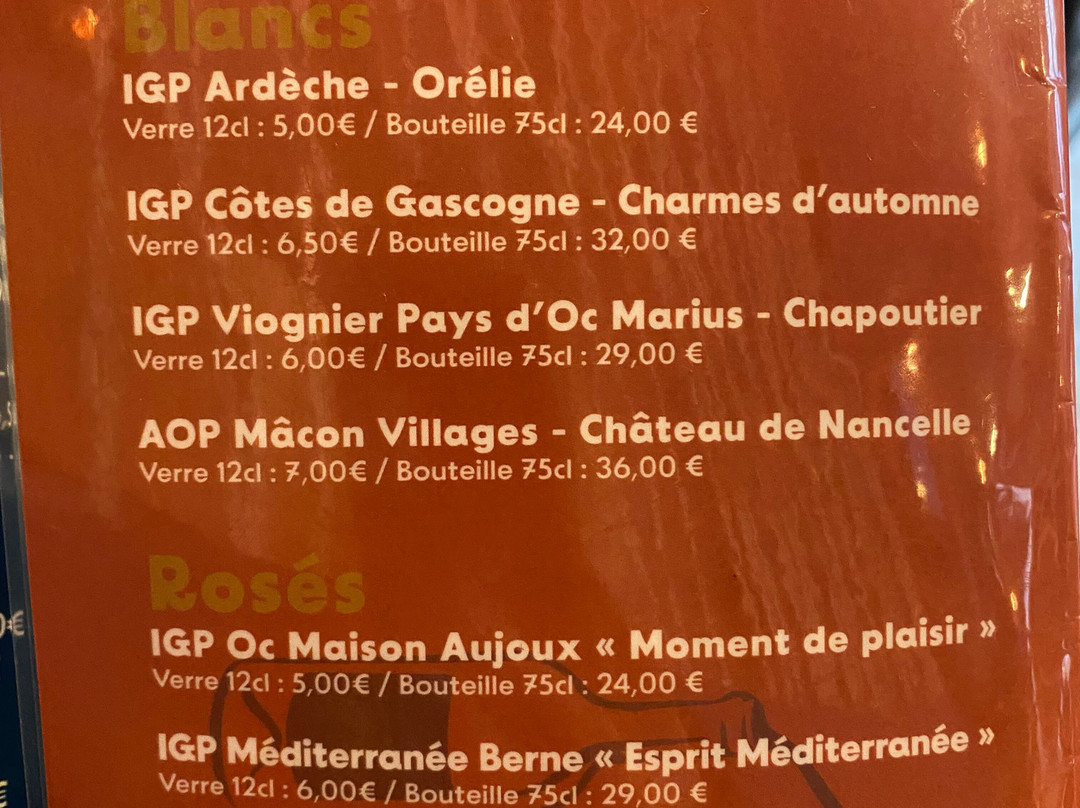 Blancs
IGP Ardèche - Orélie
Verre 12cl : 5,00€ / Bouteille 75cl : 24,00 €
IGP Côtes de Gascogne - Charmes d’automne
Verre 12cl : 6,50€ / Bouteille 75cl : 32,00 €
IGP Viognier Pays d’Oc Marius - Chapoutier
Verre 12cl : 6,00€ / Bouteille 75cl : 29,00 €
AOP Mâcon Villages - Château de Nancelle
Verre 12cl : 7,00€ / Bouteille 75cl : 36,00 €
Rosés
IGP Oc Maison Aujoux « Moment de plaisir »
Verre 12cl : 5,00€ / Bouteille 75cl : 24,00 €
IGP Méditerranée Berne « Esprit Méditerranée »
Verre 12cl : 6,00€ / Bouteille 75cl : 29,00 €